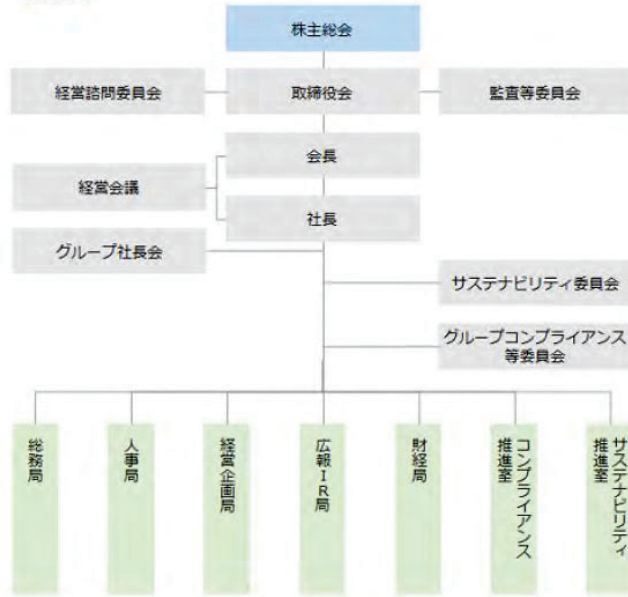 株主総会
経営諮問委員会
取締役会
監査等委員会
会長
経営会議
社長
グループ社長会
サステナビリティ委員会
グループコンプライアンス
等委員会
総務局
人事局
経営企画局
広報IR局
財経局
コンプライアンス
推進室
サステナビリティ
推進室